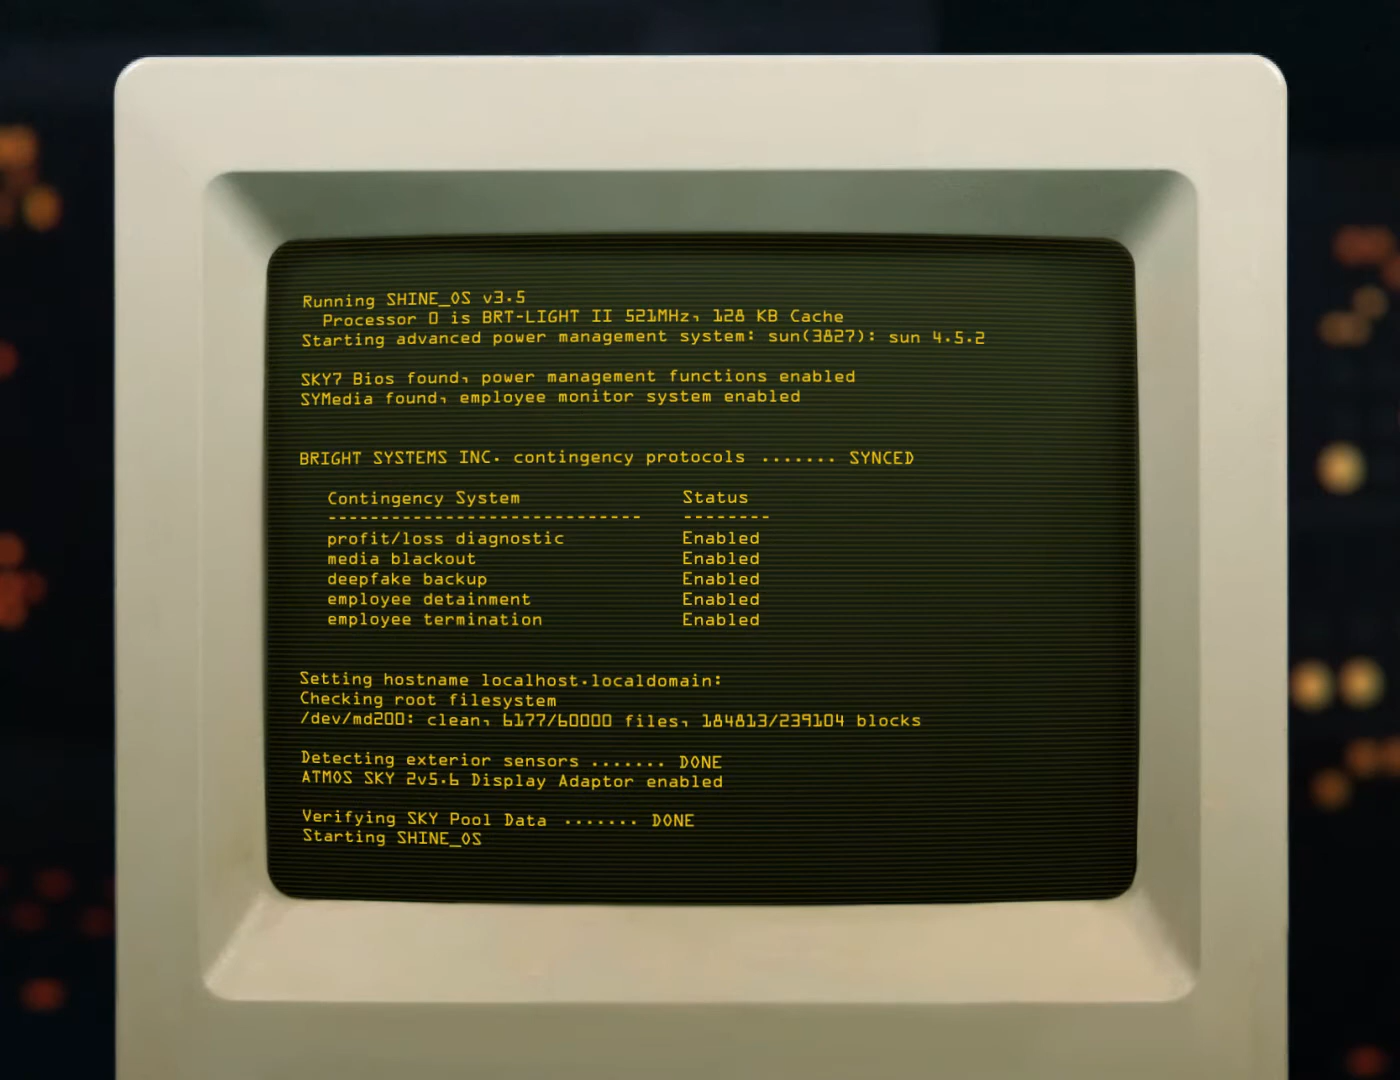 Running SHINE_OS v3.5
Processor 0 is BRT-LIGHT II 521MHz, 128 KB Cache
Starting advanced power management system: sun(3827): sun 4.5.2
SKY7 Bios found, power management functions enabled
SYMedia found, employee monitor system enabled
BRIGHT SYSTEMS INC. contingency protocols ....... SYNCED
Contingency System Status
----------------------------- --------
profit/loss diagnostic Enabled
media blackout Enabled
deepfake backup Enabled
employee detainment Enabled
employee termination Enabled
Setting hostname localhost.localdomain:
Checking root filesystem
/dev/md200: clean, 6177/60000 files, 184813/239104 blocks
Detecting exterior sensors ....... DONE
ATMOS SKY 2v5.6 Display Adaptor enabled
Verifying SKY Pool Data ....... DONE
Starting SHINE_OS